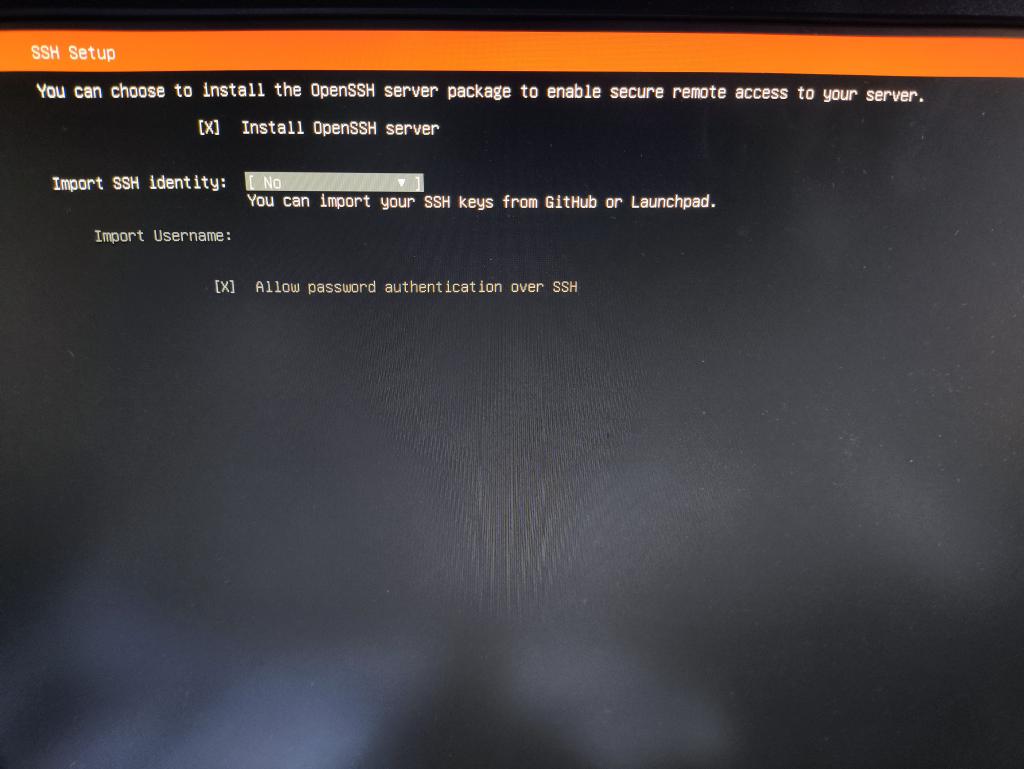 SSH Setup
You can choose to install the OpenSSH server package to enable secure remote access to your server.
[X] Install OpenSSH server
Import SSH identity: [ No ▼ ]
You can import your SSH keys from GitHub or Launchpad.
Import Username:
[X] Allow password authentication over SSH